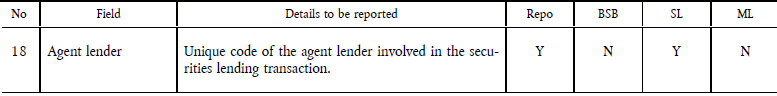 No Field Details to be reported Repo BSB SL ML
18 Agent lender Unique code of the agent lender involved in the secu- Y N Y N
rities lending transaction.